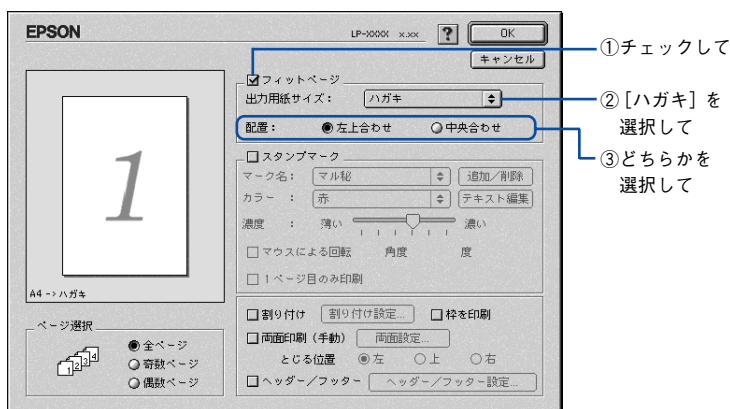 EPSON
LP-XXXX x.xx
?
OK
キャンセル
①チェックして
フィットページ
出力用紙サイズ： ハガキ
②［ハガキ］を
選択して
配置： 左上合わせ 中央合わせ
③どちらかを
選択して
1
A4 -> ハガキ
スタンプマーク
マーク名： マル秘 追加／削除
カラー ： 赤 テキスト編集
濃度 ： 薄い 濃い
マウスによる回転 角度 度
1ページ目のみ印刷
ページ選択
1 2 3 4
全ページ
奇数ページ
偶数ページ
割り付け 割り付け設定... 枠を印刷
両面印刷（手動） 両面設定...
とじる位置 左 上 右
ヘッダー／フッター ヘッダー／フッター設定...